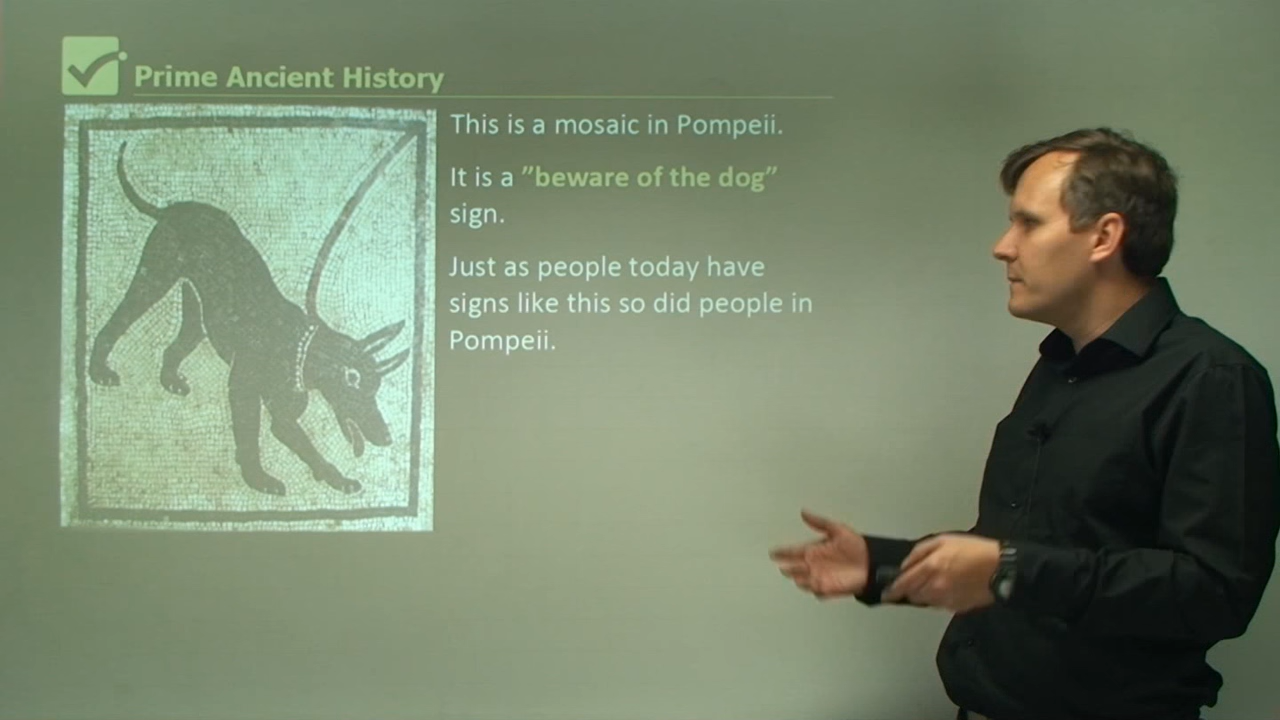 Prime Ancient History
This is a mosaic in Pompeii.
It is a ”beware of the dog”
sign.
Just as people today have
signs like this so did people in
Pompeii.